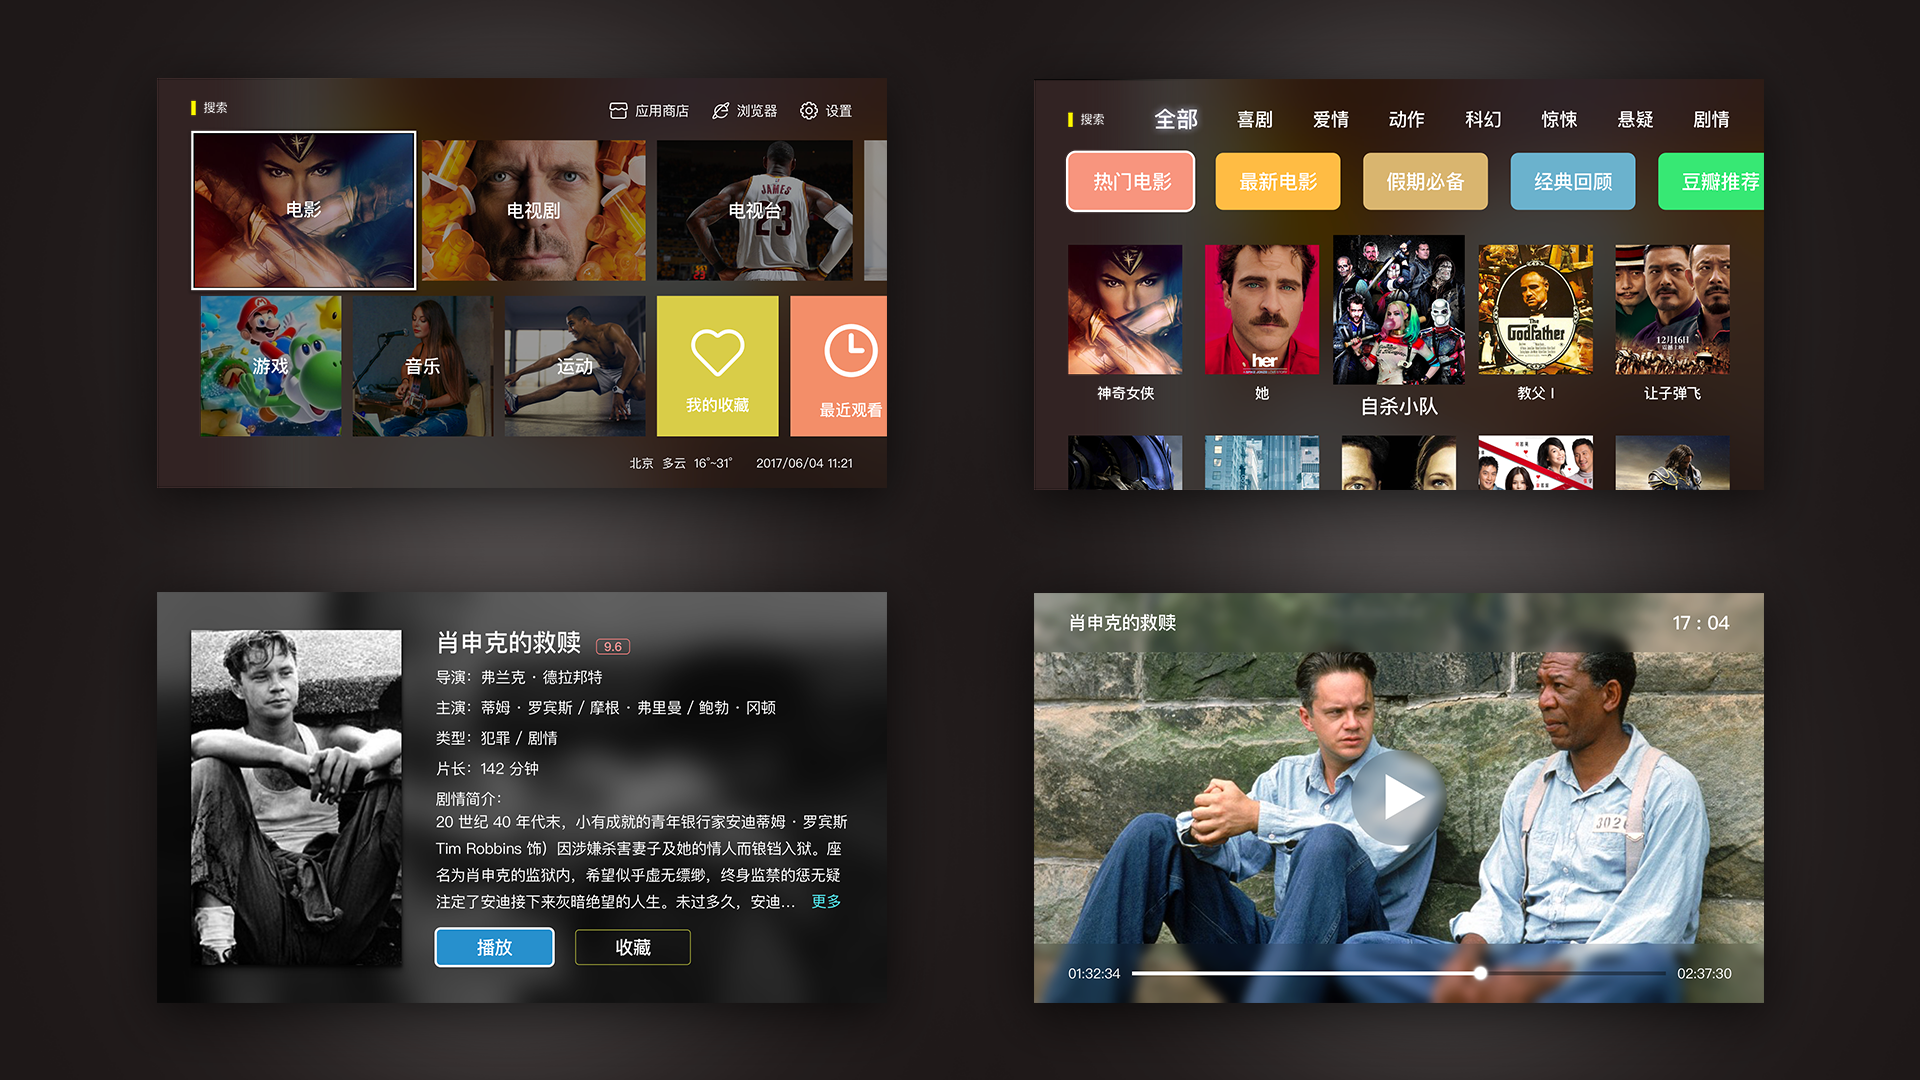 搜索
应用商店
浏览器
设置
电影
电视剧
电视台
JAMES
23
游戏
音乐
运动
我的收藏
最近观看
北京 多云 16°~31° 2017/06/04 11:21
搜索
全部
喜剧
爱情
动作
科幻
惊悚
悬疑
剧情
热门电影
最新电影
假期必备
经典回顾
豆瓣推荐
her
The
Godfather
12月16日
神奇女侠
她
自杀小队
教父 I
让子弹飞
肖申克的救赎
9.6
导演：弗兰克 · 德拉邦特
主演：蒂姆 · 罗宾斯 / 摩根 · 弗里曼 / 鲍勃 · 冈顿
类型：犯罪 / 剧情
片长：142 分钟
剧情简介：
20 世纪 40 年代末，小有成就的青年银行家安迪蒂姆 · 罗宾斯
Tim Robbins 饰）因涉嫌杀害妻子及她的情人而锒铛入狱。座
名为肖申克的监狱内，希望似乎虚无缥缈，终身监禁的惩无疑
注定了安迪接下来灰暗绝望的人生。未过多久，安迪... 更多
播放
收藏
肖申克的救赎
17 : 04
01:32:34
02:37:30